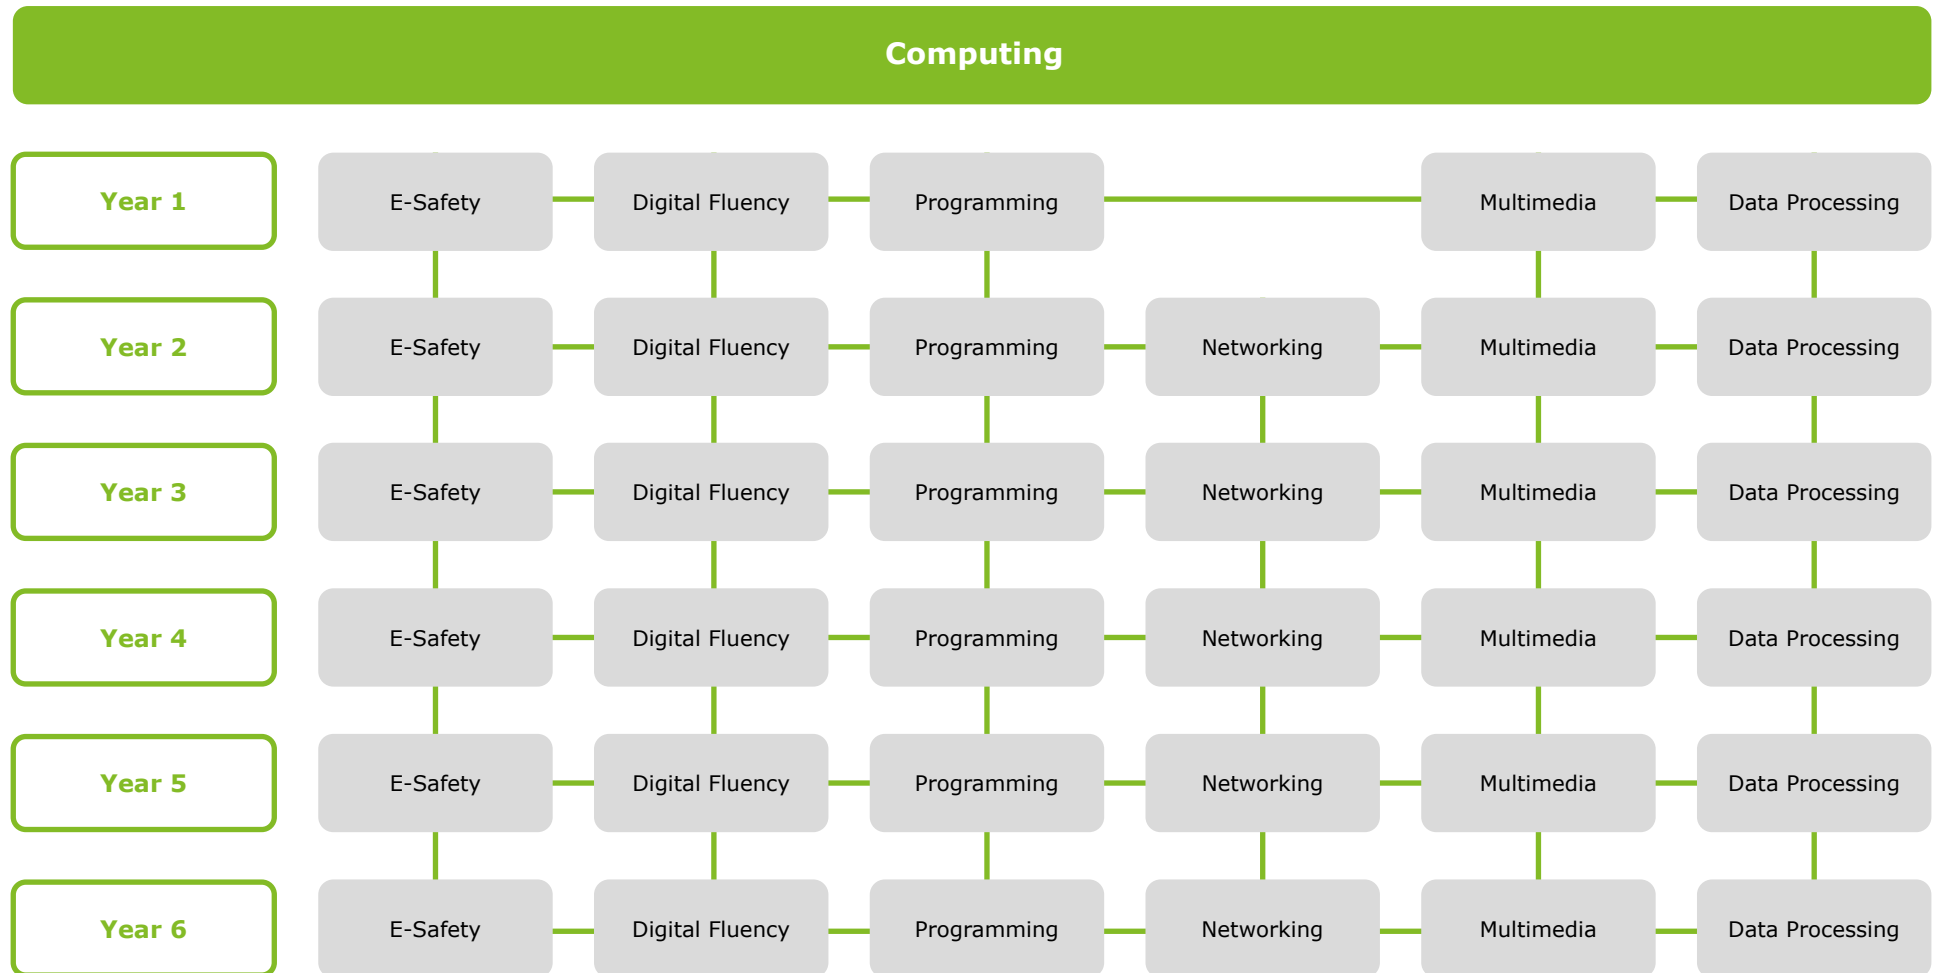 Computing
Year 1 E-Safety Digital Fluency Programming Multimedia Data Processing
Year 2 E-Safety Digital Fluency Programming Networking Multimedia Data Processing
Year 3 E-Safety Digital Fluency Programming Networking Multimedia Data Processing
Year 4 E-Safety Digital Fluency Programming Networking Multimedia Data Processing
Year 5 E-Safety Digital Fluency Programming Networking Multimedia Data Processing
Year 6 E-Safety Digital Fluency Programming Networking Multimedia Data Processing